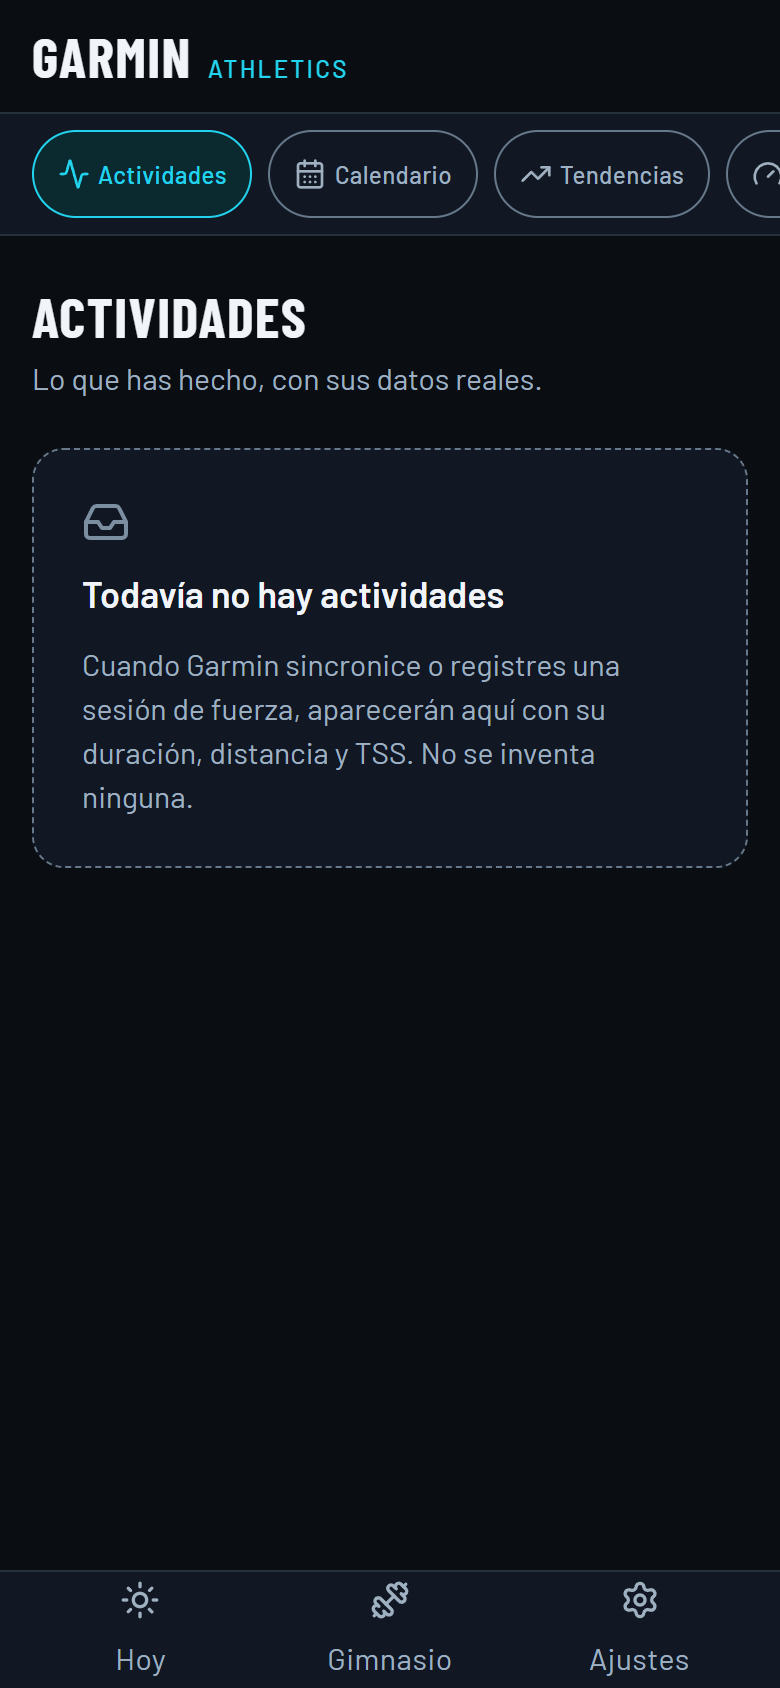 GARMIN ATHLETICS
Actividades Calendario Tendencias
ACTIVIDADES
Lo que has hecho, con sus datos reales.
Todavía no hay actividades
Cuando Garmin sincronice o registres una
sesión de fuerza, aparecerán aquí con su
duración, distancia y TSS. No se inventa
ninguna.
Hoy Gimnasio Ajustes